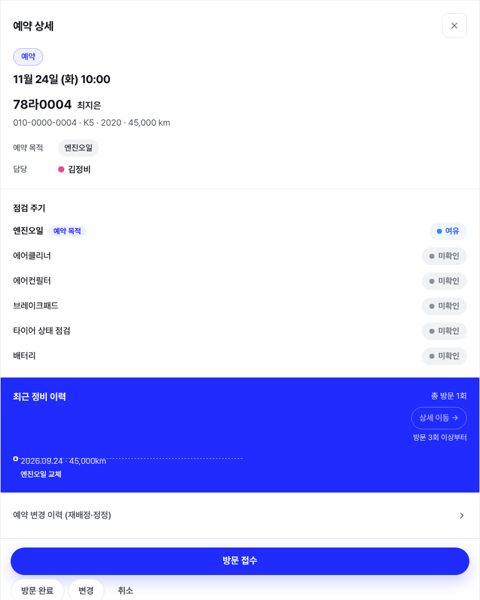 예약 상세
예약
11월 24일 (화) 10:00
78라0004 최지은
010-0000-0004 · K5 · 2020 · 45,000 km
예약 목적 엔진오일
담당 김정비
점검 주기
엔진오일 예약 목적 여유
에어클리너 미확인
에어컨필터 미확인
브레이크패드 미확인
타이어 상태 점검 미확인
배터리 미확인
최근 정비 이력 총 방문 1회
상세 이동 →
방문 3회 이상부터
2026.09.24 · 45,000km
엔진오일 교체
예약 변경 이력 (재배정·정정)
방문 접수
방문 완료 변경 취소